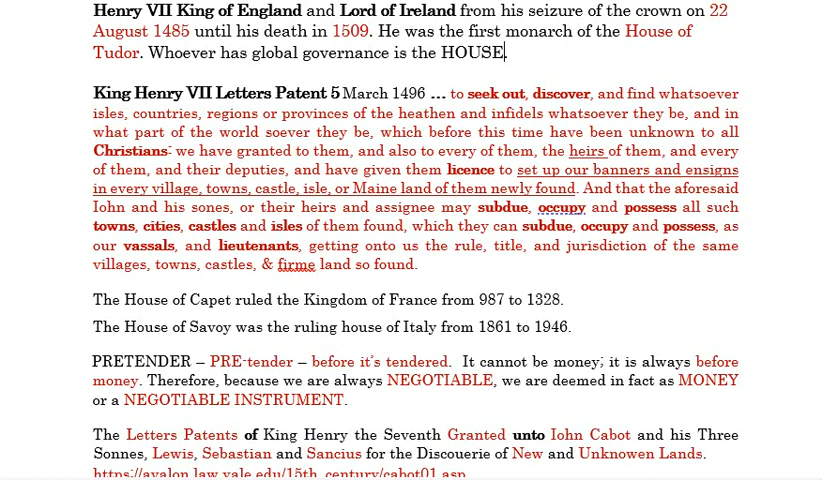 Henry VII King of England and Lord of Ireland from his seizure of the crown on 22
August 1485 until his death in 1509. He was the first monarch of the House of
Tudor. Whoever has global governance is the HOUSE.
King Henry VII Letters Patent 5 March 1496 … to seek out, discover, and find whatsoever
isles, countries, regions or provinces of the heathen and infidels whatsoever they be, and in
what part of the world soever they be, which before this time have been unknown to all
Christians: we have granted to them, and also to every of them, the heirs of them, and every
of them, and their deputies, and have given them licence to set up our banners and ensigns
in every village, towns, castle, isle, or Maine land of them newly found. And that the aforesaid
Iohn and his sones, or their heirs and assignee may subdue, occupy and possess all such
towns, cities, castles and isles of them found, which they can subdue, occupy and possess, as
our vassals, and lieutenants, getting onto us the rule, title, and jurisdiction of the same
villages, towns, castles, & firme land so found.
The House of Capet ruled the Kingdom of France from 987 to 1328.
The House of Savoy was the ruling house of Italy from 1861 to 1946.
PRETENDER – PRE-tender – before it's tendered. It cannot be money; it is always before
money. Therefore, because we are always NEGOTIABLE, we are deemed in fact as MONEY
or a NEGOTIABLE INSTRUMENT.
The Letters Patents of King Henry the Seventh Granted unto Iohn Cabot and his Three
Sonnes, Lewis, Sebastian and Sancius for the Discouerie of New and Unknowen Lands.
https://avalon.law.yale.edu/15th_century/cabot01.asp